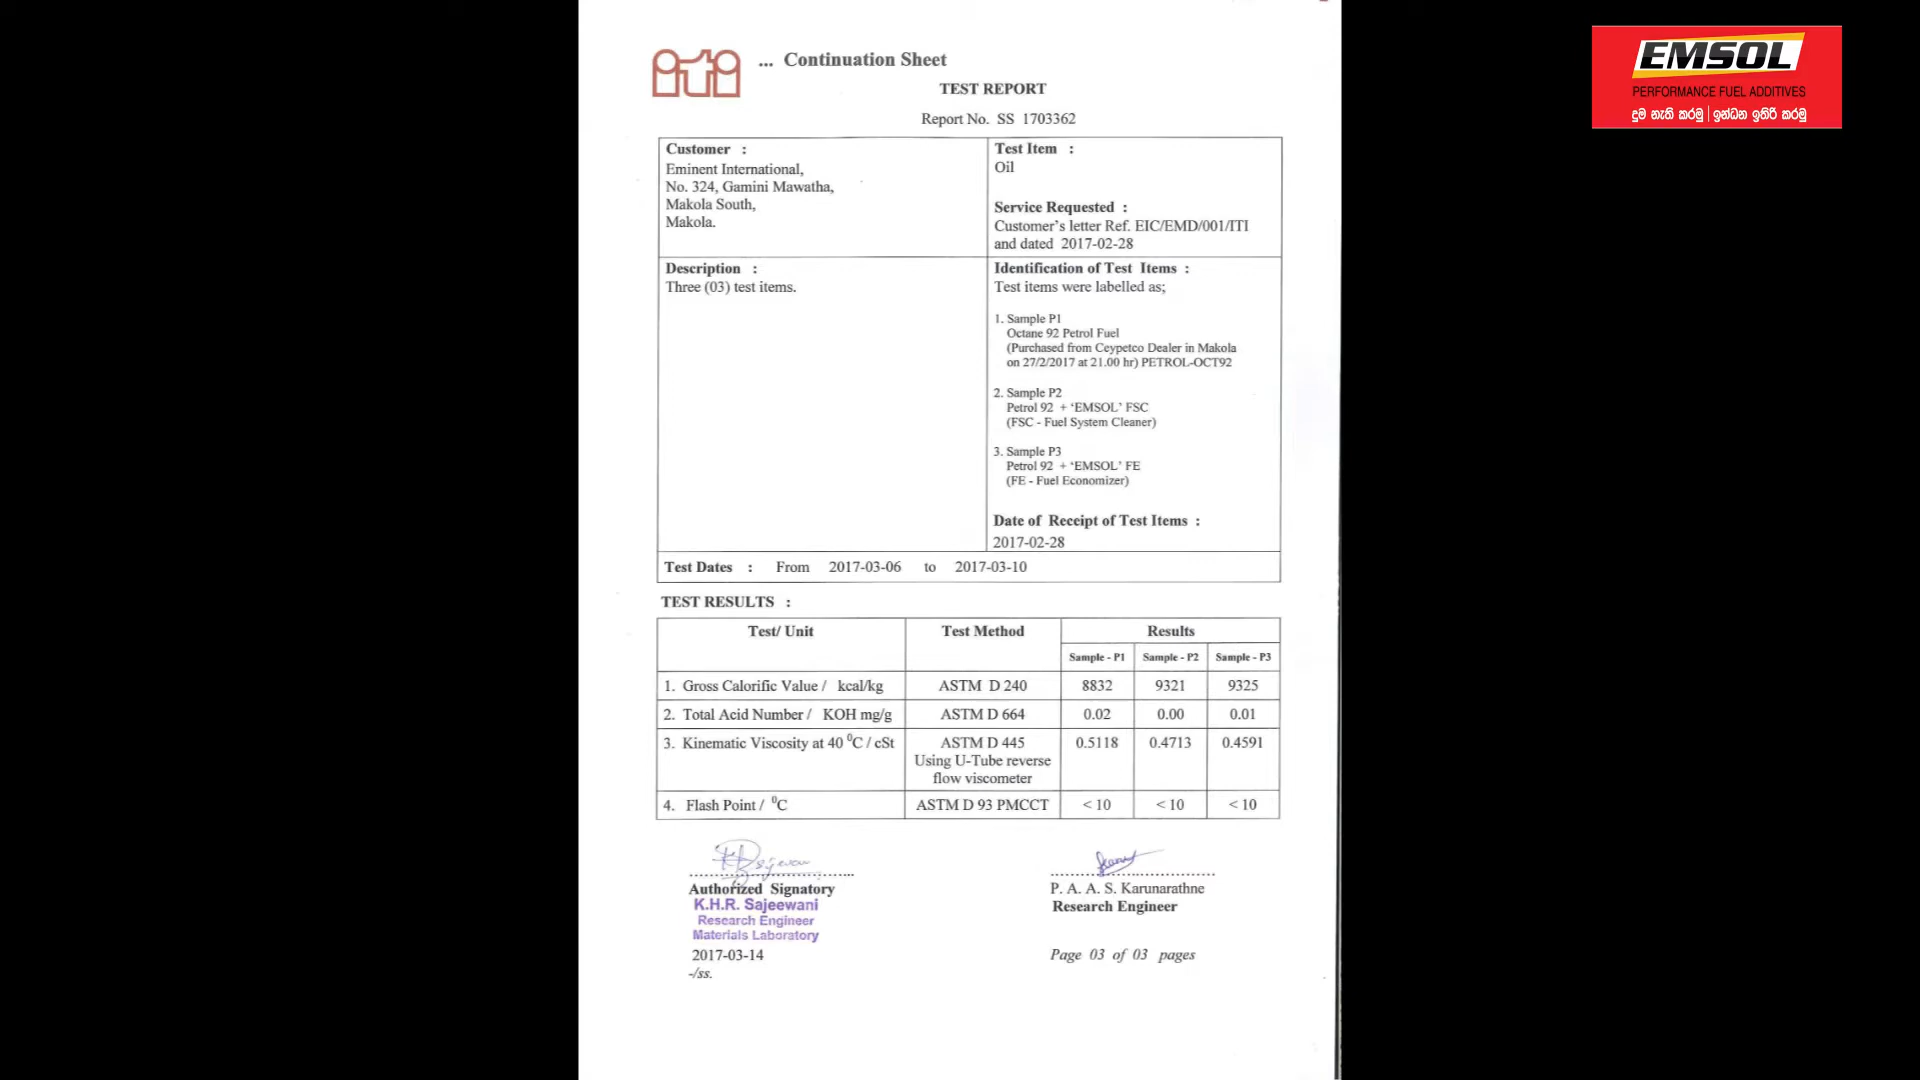 iti
... Continuation Sheet
TEST REPORT
Report No. SS 1703362
Customer :
Eminent International,
No. 324, Gamini Mawatha,
Makola South,
Makola.
Test Item :
Oil
Service Requested :
Customer's letter Ref. EIC/EMD/001/ITI
and dated 2017-02-28
Description :
Three (03) test items.
Identification of Test Items :
Test items were labelled as;
1. Sample P1
Octane 92 Petrol Fuel
(Purchased from Ceypetco Dealer in Makola
on 27/2/2017 at 21.00 hr) PETROL-OCT92
2. Sample P2
Petrol 92 + 'EMSOL' FSC
(FSC - Fuel System Cleaner)
3. Sample P3
Petrol 92 + 'EMSOL' FE
(FE - Fuel Economizer)
Date of Receipt of Test Items :
2017-02-28
Test Dates : From 2017-03-06 to 2017-03-10
TEST RESULTS :
Test/ Unit Test Method Results
Sample - P1 Sample - P2 Sample - P3
1. Gross Calorific Value / kcal/kg ASTM D 240 8832 9321 9325
2. Total Acid Number / KOH mg/g ASTM D 664 0.02 0.00 0.01
3. Kinematic Viscosity at 40 ⁰C / cSt ASTM D 445 0.5118 0.4713 0.4591
Using U-Tube reverse
flow viscometer
4. Flash Point / ⁰C ASTM D 93 PMCCT < 10 < 10 < 10
Authorized Signatory
K.H.R. Sajeewani
Research Engineer
Materials Laboratory
2017-03-14
-/ss.
P. A. A. S. Karunarathne
Research Engineer
Page 03 of 03 pages
EMSOL
PERFORMANCE FUEL ADDITIVES
දුම නැති කරමු | ඉන්ධන ඉතිරි කරමු